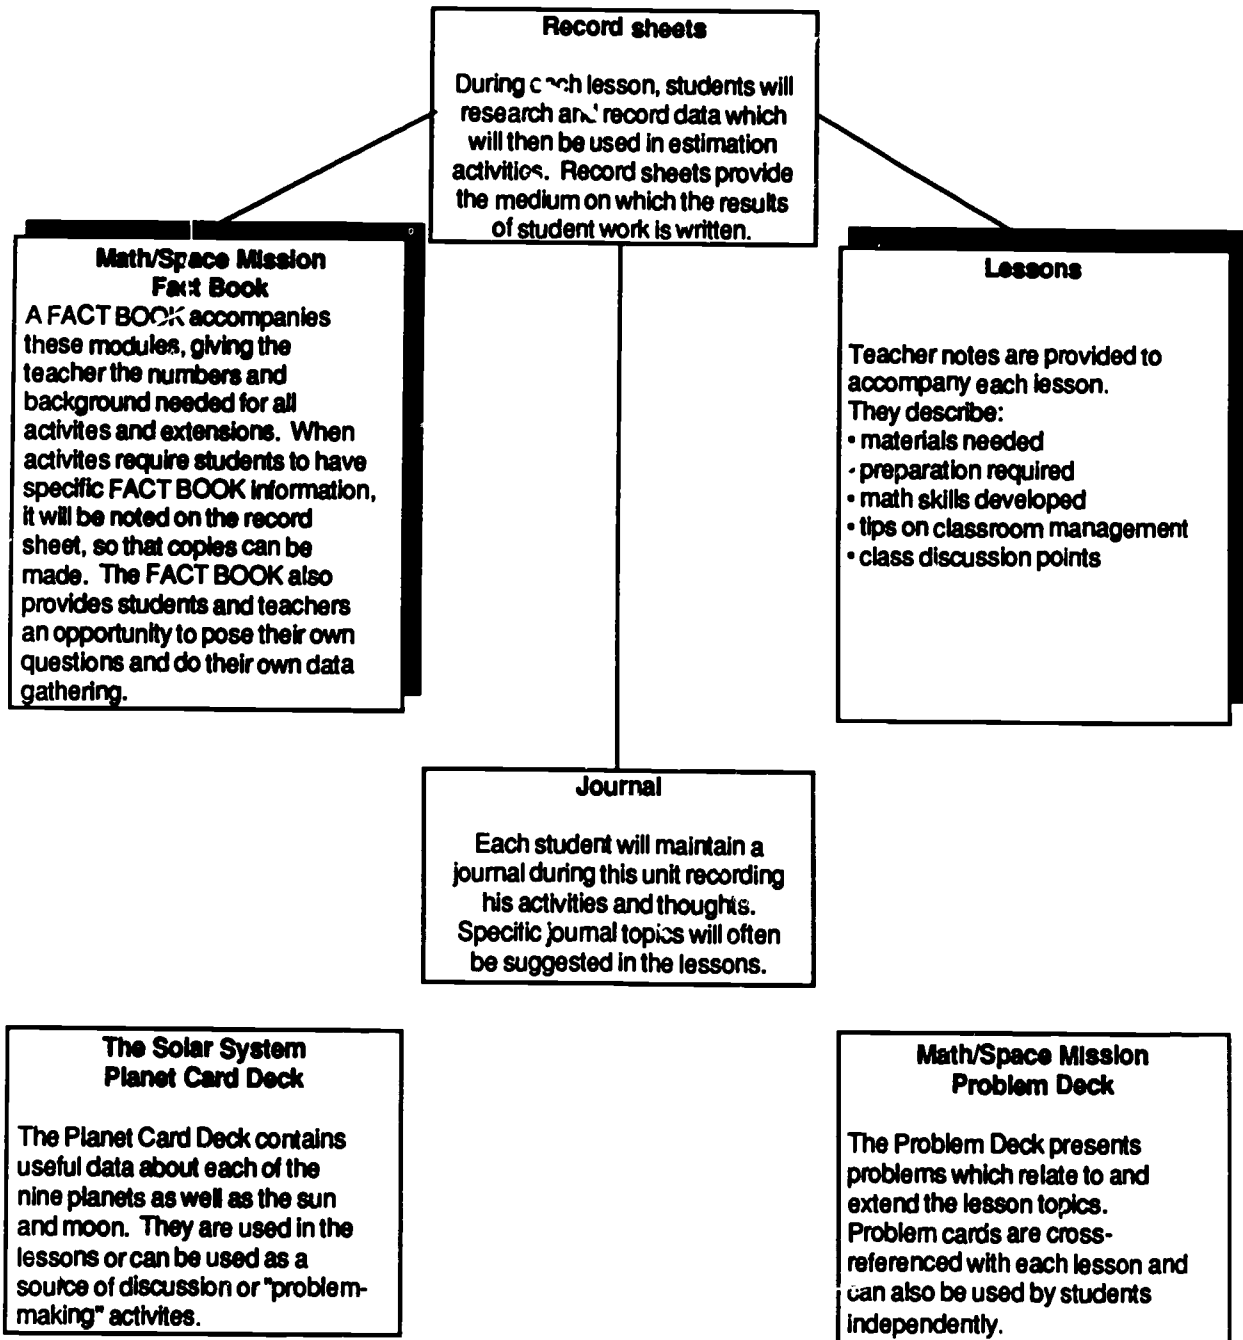 Record sheets
During each lesson, students will
research and record data which
will then be used in estimation
activities. Record sheets provide
the medium on which the results
of student work is written.
Math/Space Mission
Fact Book
A FACT BOOK accompanies
these modules, giving the
teacher the numbers and
background needed for all
activites and extensions. When
activites require students to have
specific FACT BOOK information,
it will be noted on the record
sheet, so that copies can be
made. The FACT BOOK also
provides students and teachers
an opportunity to pose their own
questions and do their own data
gathering.
Lessons
Teacher notes are provided to
accompany each lesson.
They describe:
• materials needed
• preparation required
• math skills developed
• tips on classroom management
• class discussion points
Journal
Each student will maintain a
journal during this unit recording
his activities and thoughts.
Specific journal topics will often
be suggested in the lessons.
The Solar System
Planet Card Deck
The Planet Card Deck contains
useful data about each of the
nine planets as well as the sun
and moon. They are used in the
lessons or can be used as a
source of discussion or "problem-
making" activites.
Math/Space Mission
Problem Deck
The Problem Deck presents
problems which relate to and
extend the lesson topics.
Problem cards are cross-
referenced with each lesson and
can also be used by students
independently.